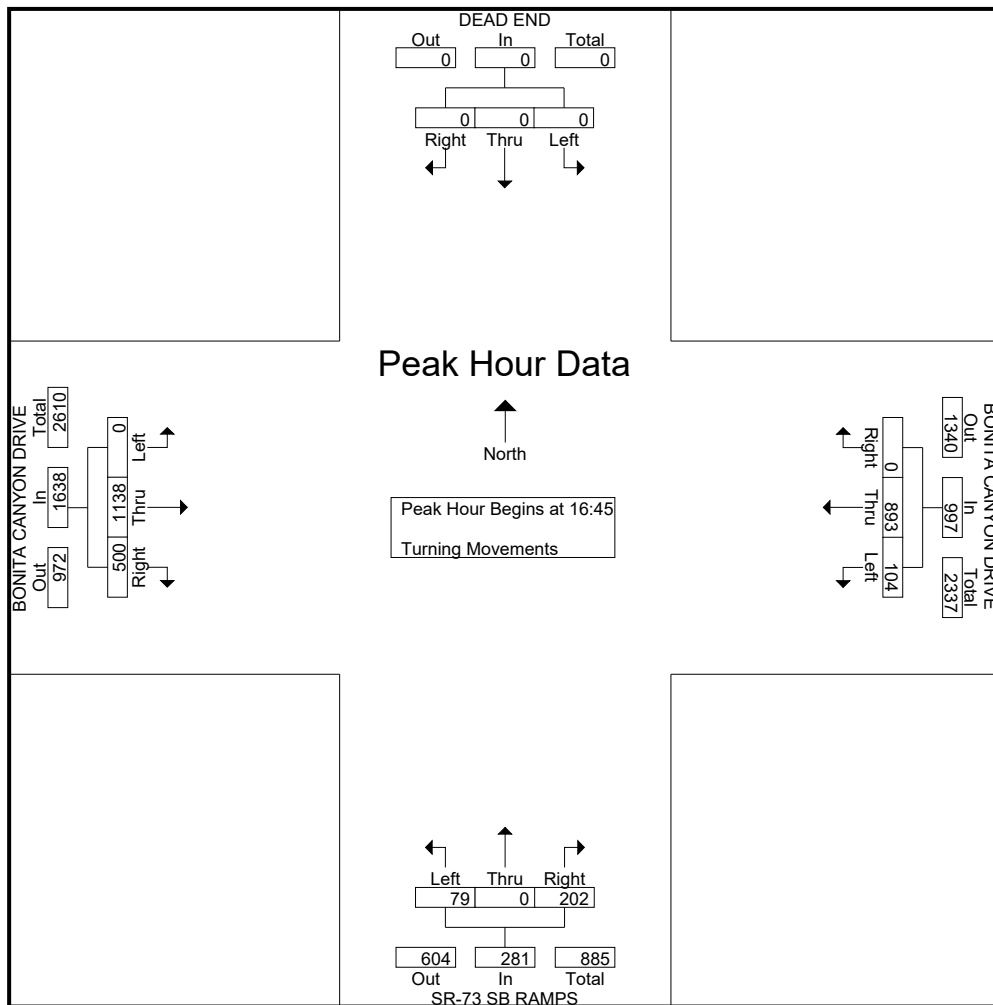 DEAD END
Out In Total
0 0 0
0 0 0
Right Thru Left
Peak Hour Data
North
Peak Hour Begins at 16:45
Turning Movements
BONITA CANYON DRIVE
Total In Out
2610 1638 972
0 1138 500
Left Thru Right
BONITA CANYON DRIVE
Out In Total
1340 997 2337
0 893 104
Right Thru Left
Left Thru Right
79 0 202
604 281 885
Out In Total
SR-73 SB RAMPS